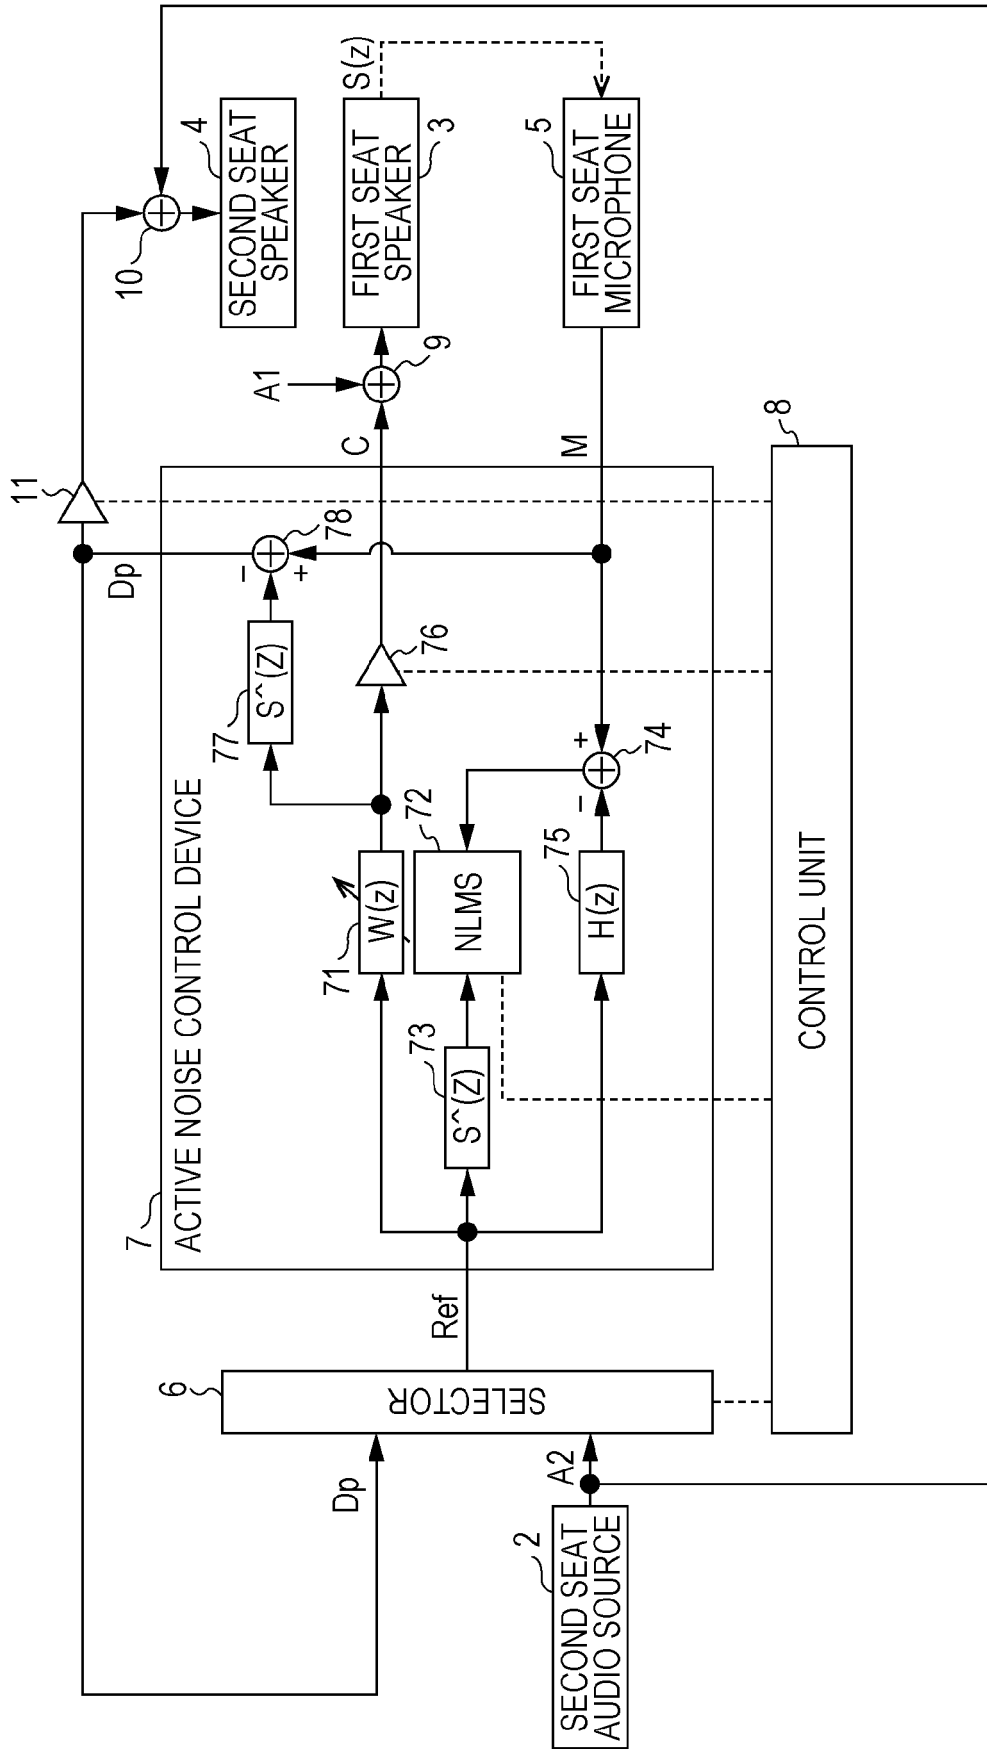 SECOND SEAT
AUDIO SOURCE
2
A2
Dp
6
SELECTOR
Ref
7
ACTIVE NOISE CONTROL DEVICE
71
W(z)
72
NLMS
73
S^(Z)
74
+
−
75
H(z)
76
77
S^(Z)
78
−
+
Dp
11
C
M
A1
9
10
4
SECOND SEAT
SPEAKER
S(z)
3
FIRST SEAT
SPEAKER
5
FIRST SEAT
MICROPHONE
8
CONTROL UNIT